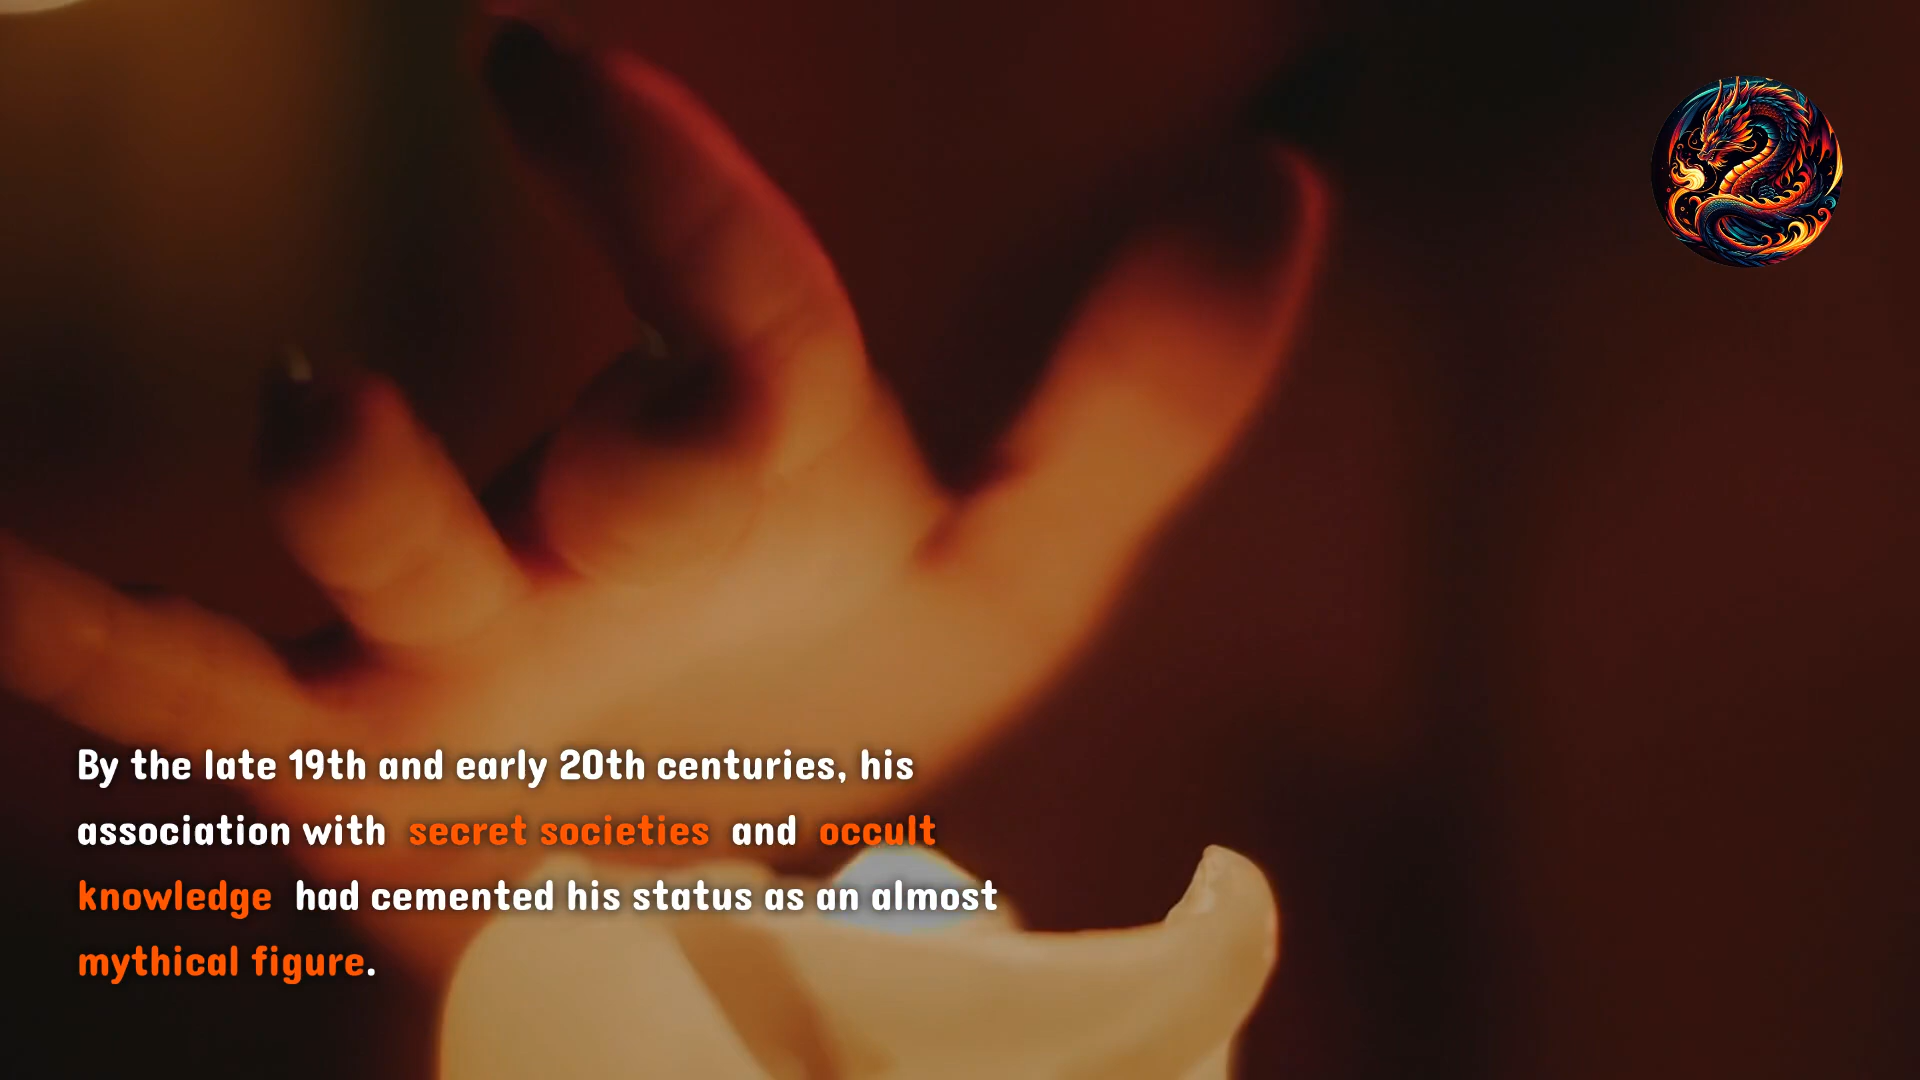 By the late 19th and early 20th centuries, his
association with secret societies and occult
knowledge had cemented his status as an almost
mythical figure.